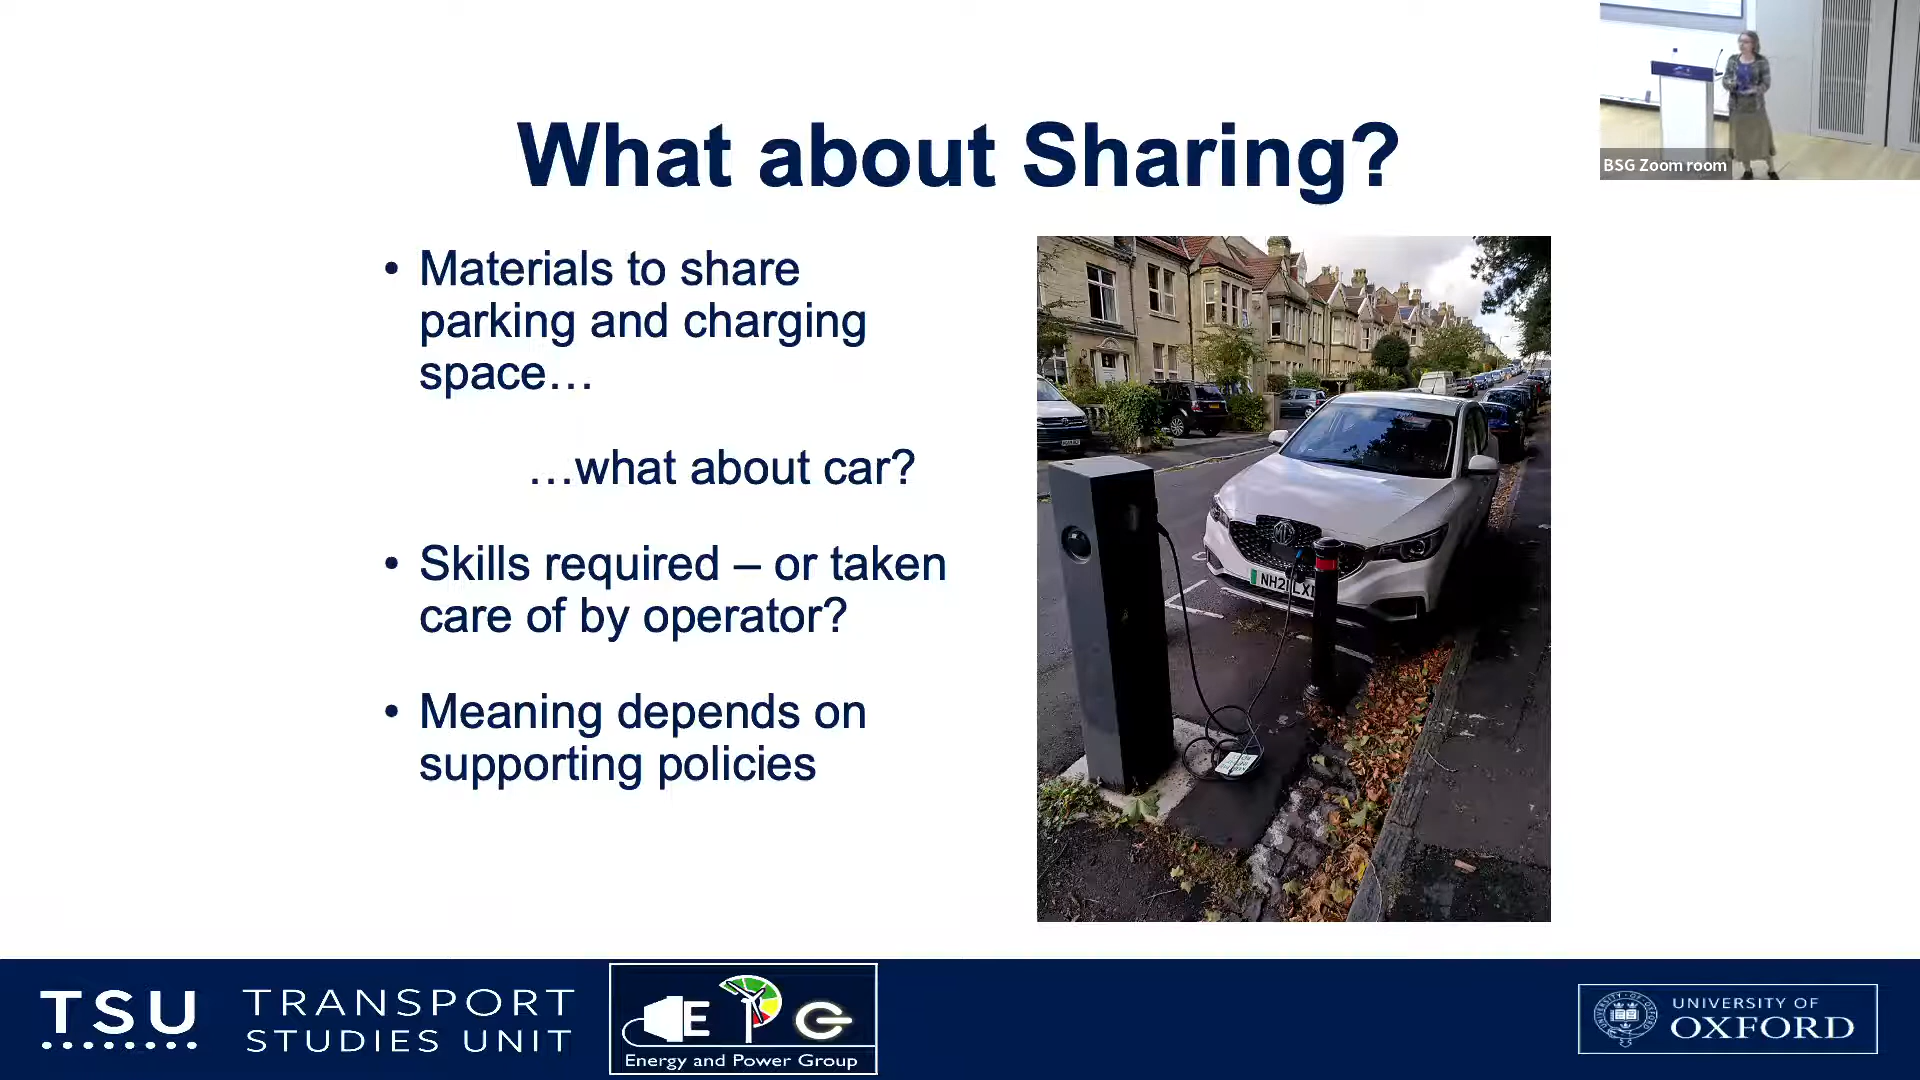 BSG Zoom room
What about Sharing?
• Materials to share
parking and charging
space…
…what about car?
• Skills required – or taken
care of by operator?
• Meaning depends on
supporting policies
TSU
TRANSPORT
STUDIES UNIT
E P G
Energy and Power Group
UNIVERSITY OF
OXFORD